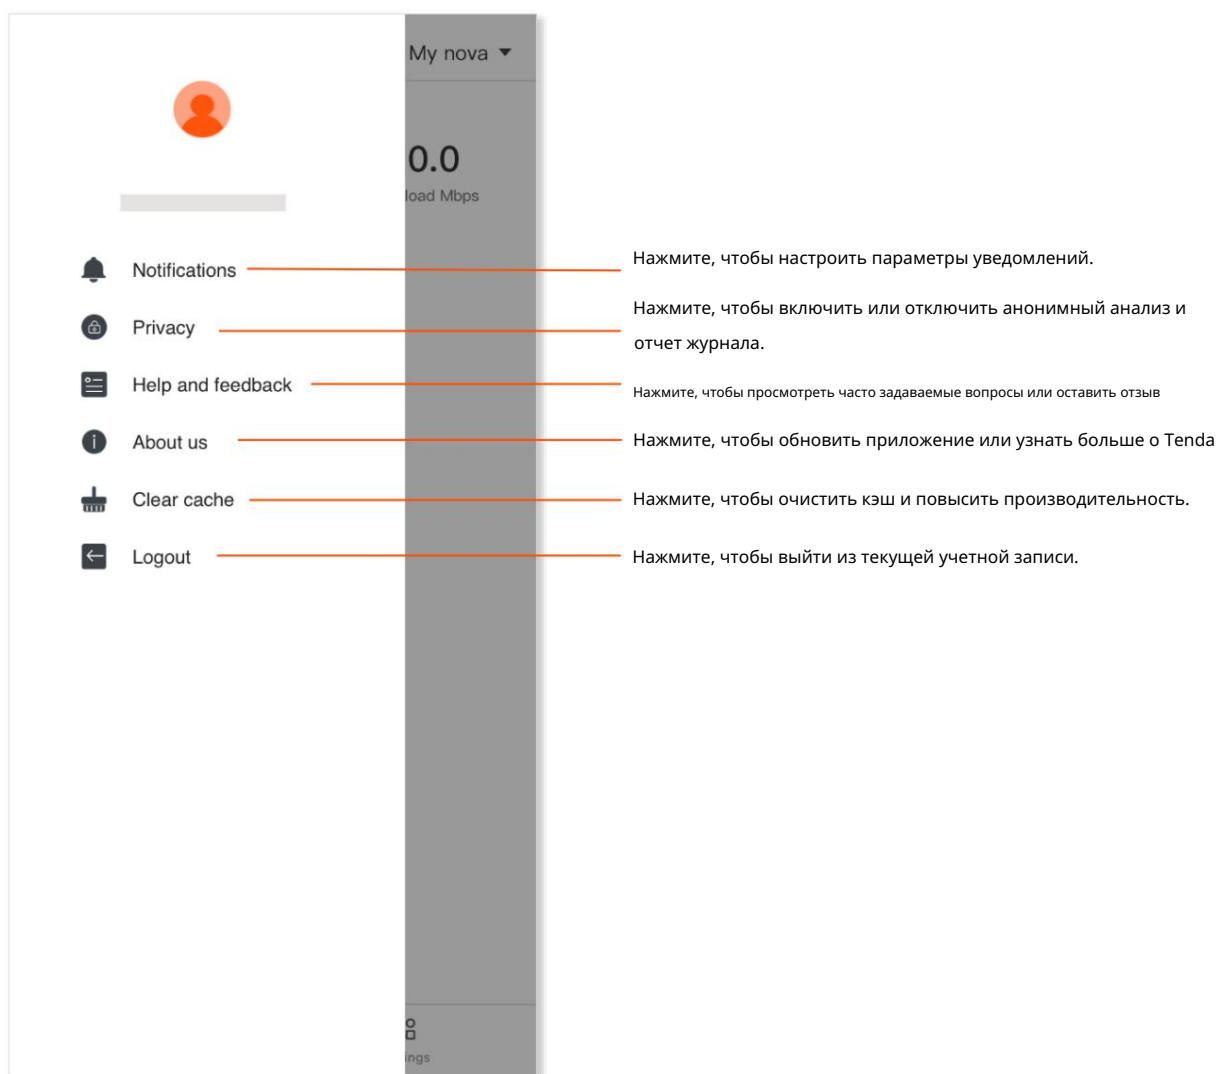 My nova
0.0
load Mbps
Notifications
Нажмите, чтобы настроить параметры уведомлений.
Privacy
Нажмите, чтобы включить или отключить анонимный анализ и
отчет журнала.
Help and feedback
Нажмите, чтобы просмотреть часто задаваемые вопросы или оставить отзыв
About us
Нажмите, чтобы обновить приложение или узнать больше о Tenda
Clear cache
Нажмите, чтобы очистить кэш и повысить производительность.
Logout
Нажмите, чтобы выйти из текущей учетной записи.
ings